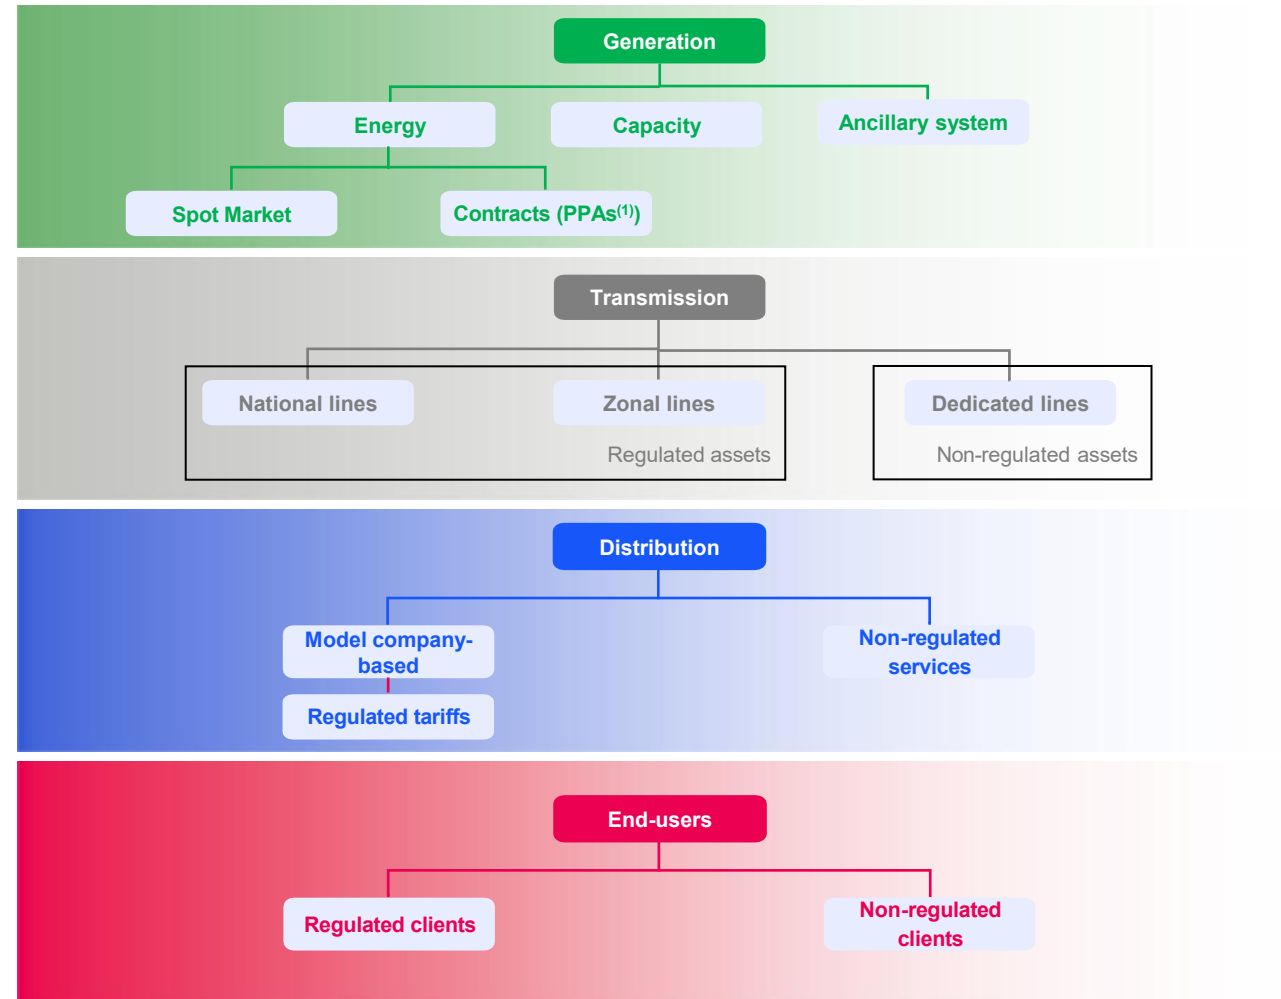 Generation
Energy
Capacity
Ancillary system
Spot Market
Contracts (PPAs(1))
Transmission
National lines
Zonal lines
Dedicated lines
Regulated assets
Non-regulated assets
Distribution
Model company-
based
Non-regulated
services
Regulated tariffs
End-users
Regulated clients
Non-regulated
clients